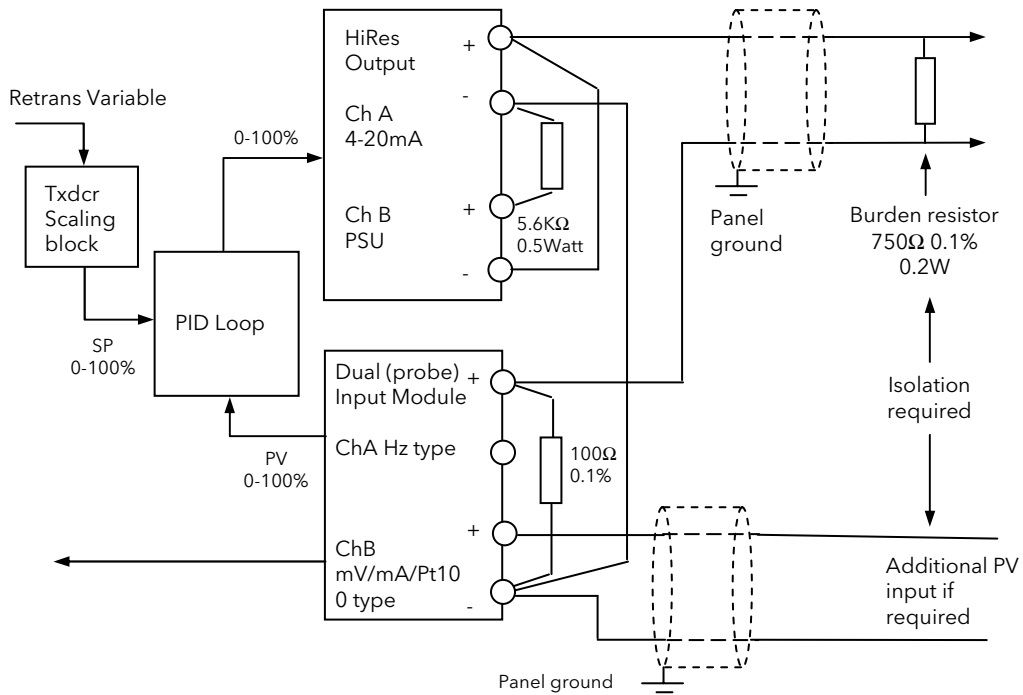 HiRes
Output
+
-
Ch A
4-20mA
Ch B
PSU
+
-
5.6KΩ
0.5Watt
Retrans Variable
0-100%
Txdcr
Scaling
block
PID Loop
SP
0-100%
PV
0-100%
Panel
ground
Burden resistor
750Ω 0.1%
0.2W
Isolation
required
Dual (probe)
Input Module
+
ChA Hz type
100Ω
0.1%
+
ChB
mV/mA/Pt10
0 type
-
Additional PV
input if
required
Panel ground